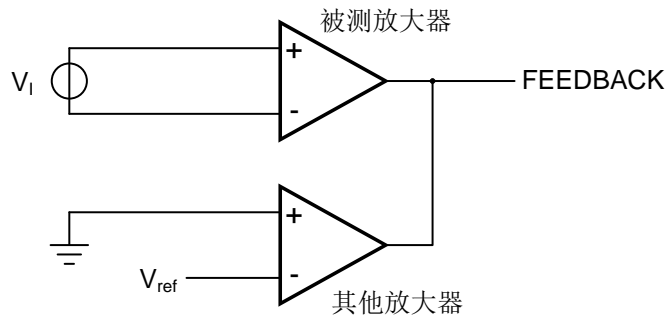 被测放大器
+
V_I
-
FEEDBACK
+
V_ref
-
其他放大器